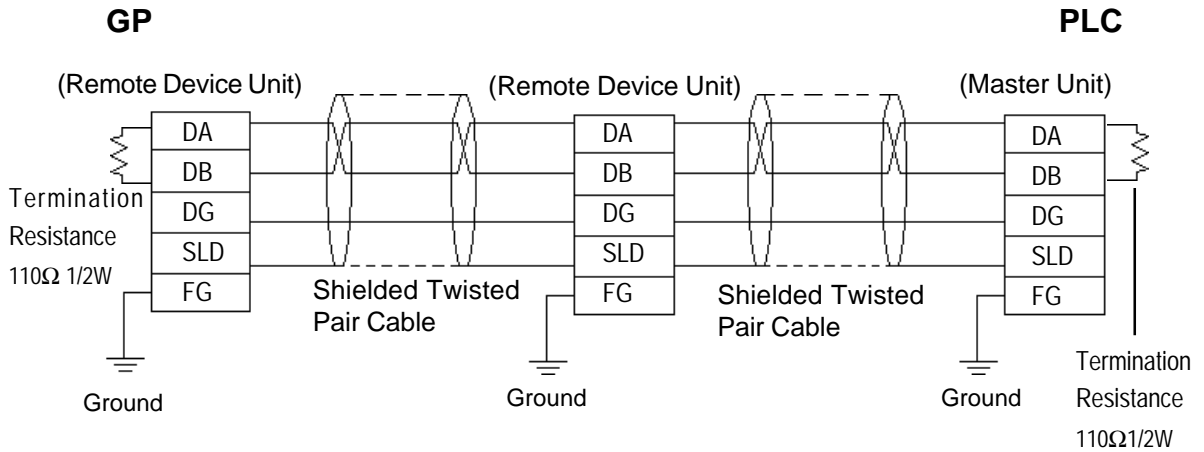 GP
PLC
(Remote Device Unit)
(Remote Device Unit)
(Master Unit)
DA
DB
DG
SLD
FG
DA
DB
DG
SLD
FG
DA
DB
DG
SLD
FG
Termination
Resistance
110Ω 1/2W
Shielded Twisted
Pair Cable
Shielded Twisted
Pair Cable
Ground
Ground
Ground
Termination
Resistance
110Ω1/2W